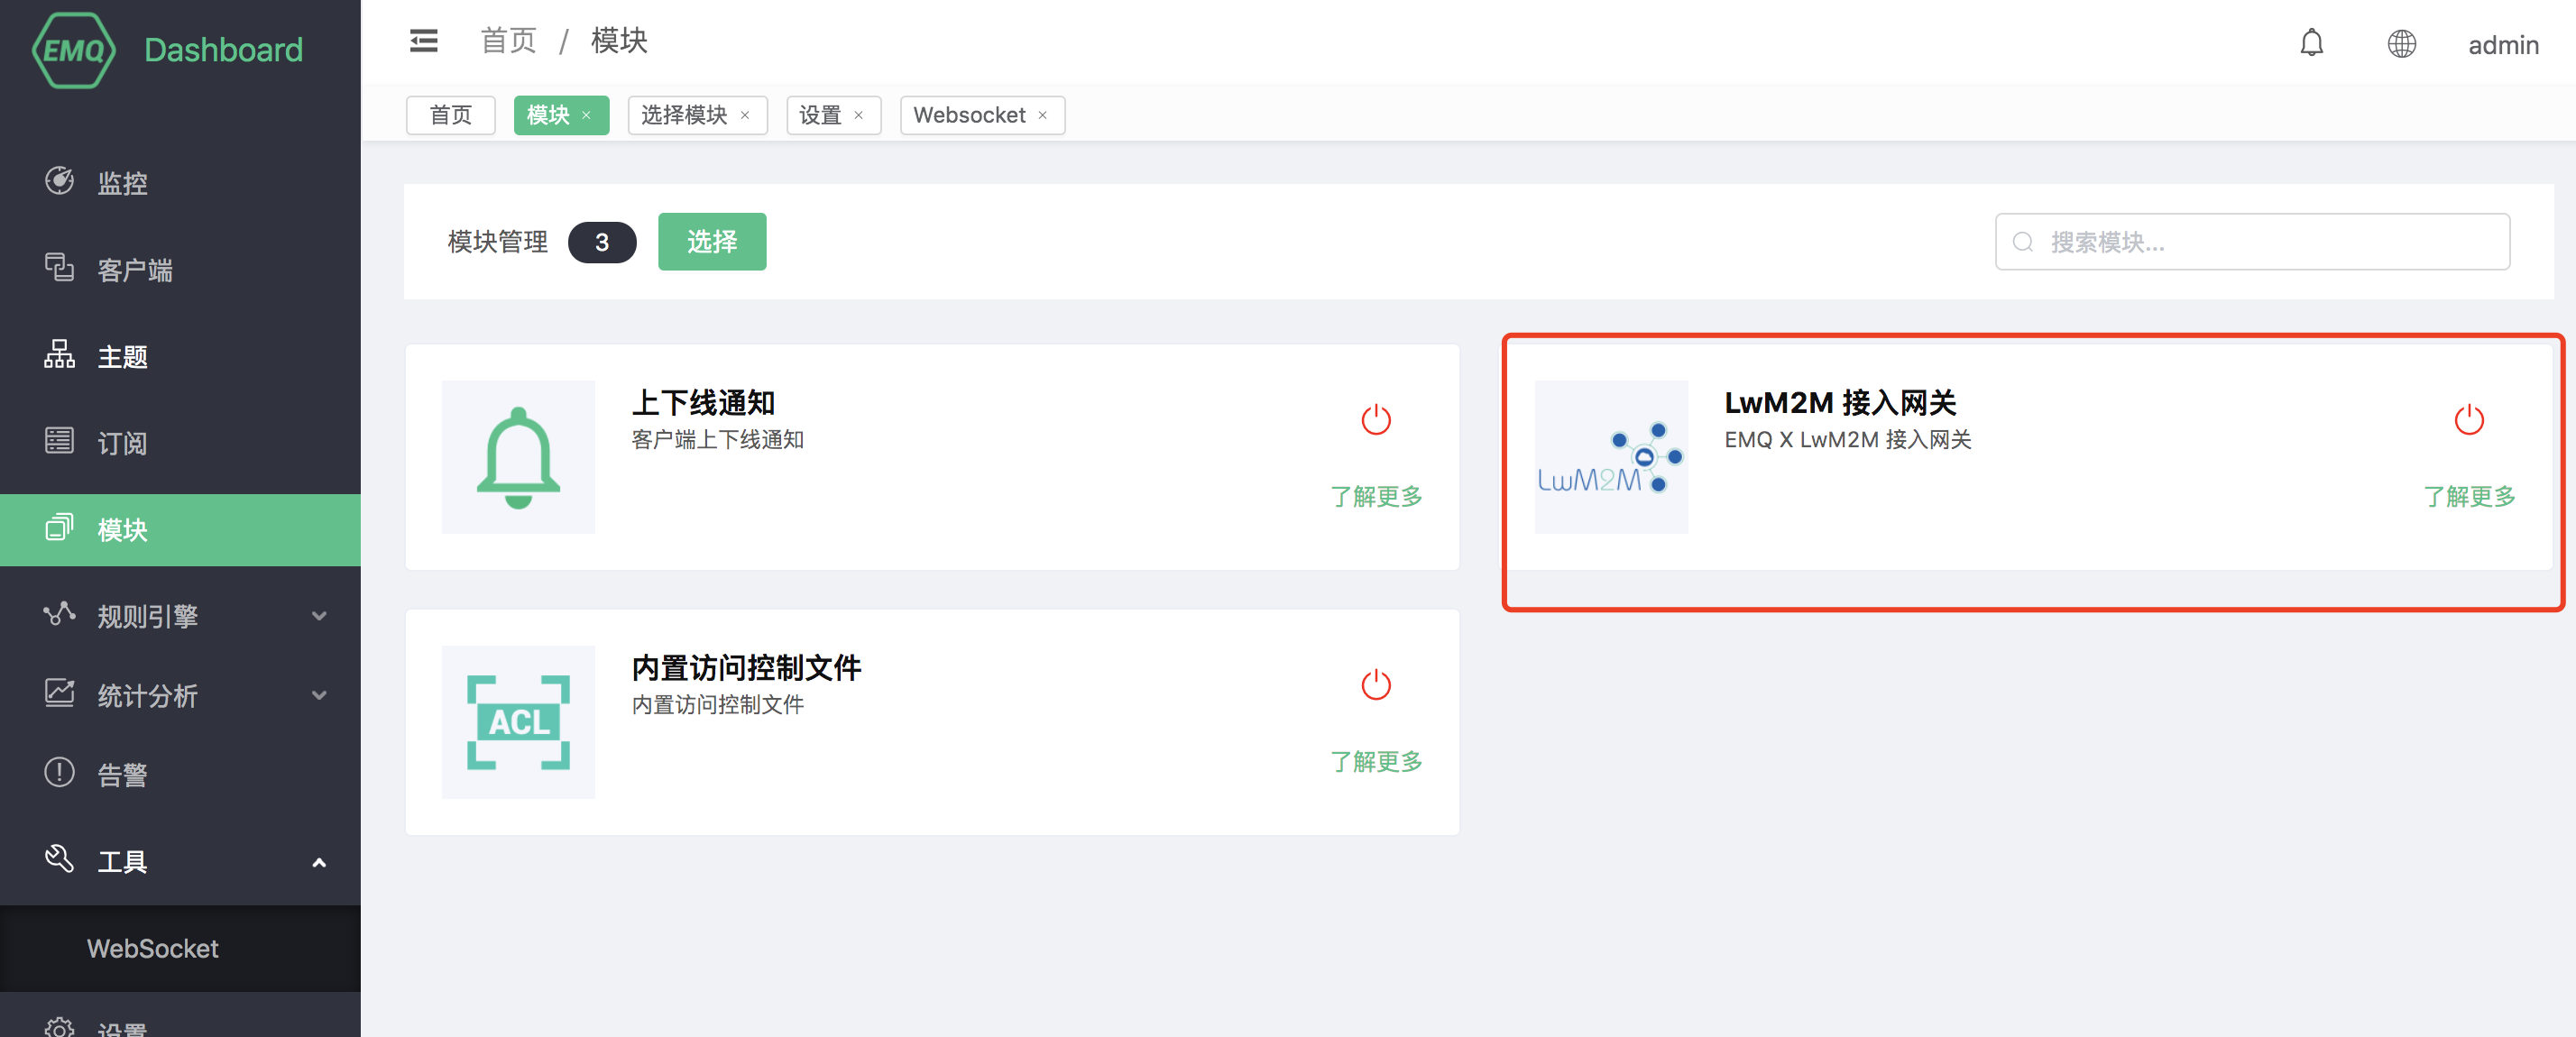 EMQ Dashboard
首页 / 模块
admin
首页 模块 × 选择模块 × 设置 × Websocket ×
监控
客户端
主题
订阅
模块
规则引擎
统计分析
告警
工具
WebSocket
设置
模块管理 3 选择
搜索模块...
上下线通知
客户端上下线通知
了解更多
LwM2M
LwM2M 接入网关
EMQ X LwM2M 接入网关
了解更多
ACL
内置访问控制文件
内置访问控制文件
了解更多